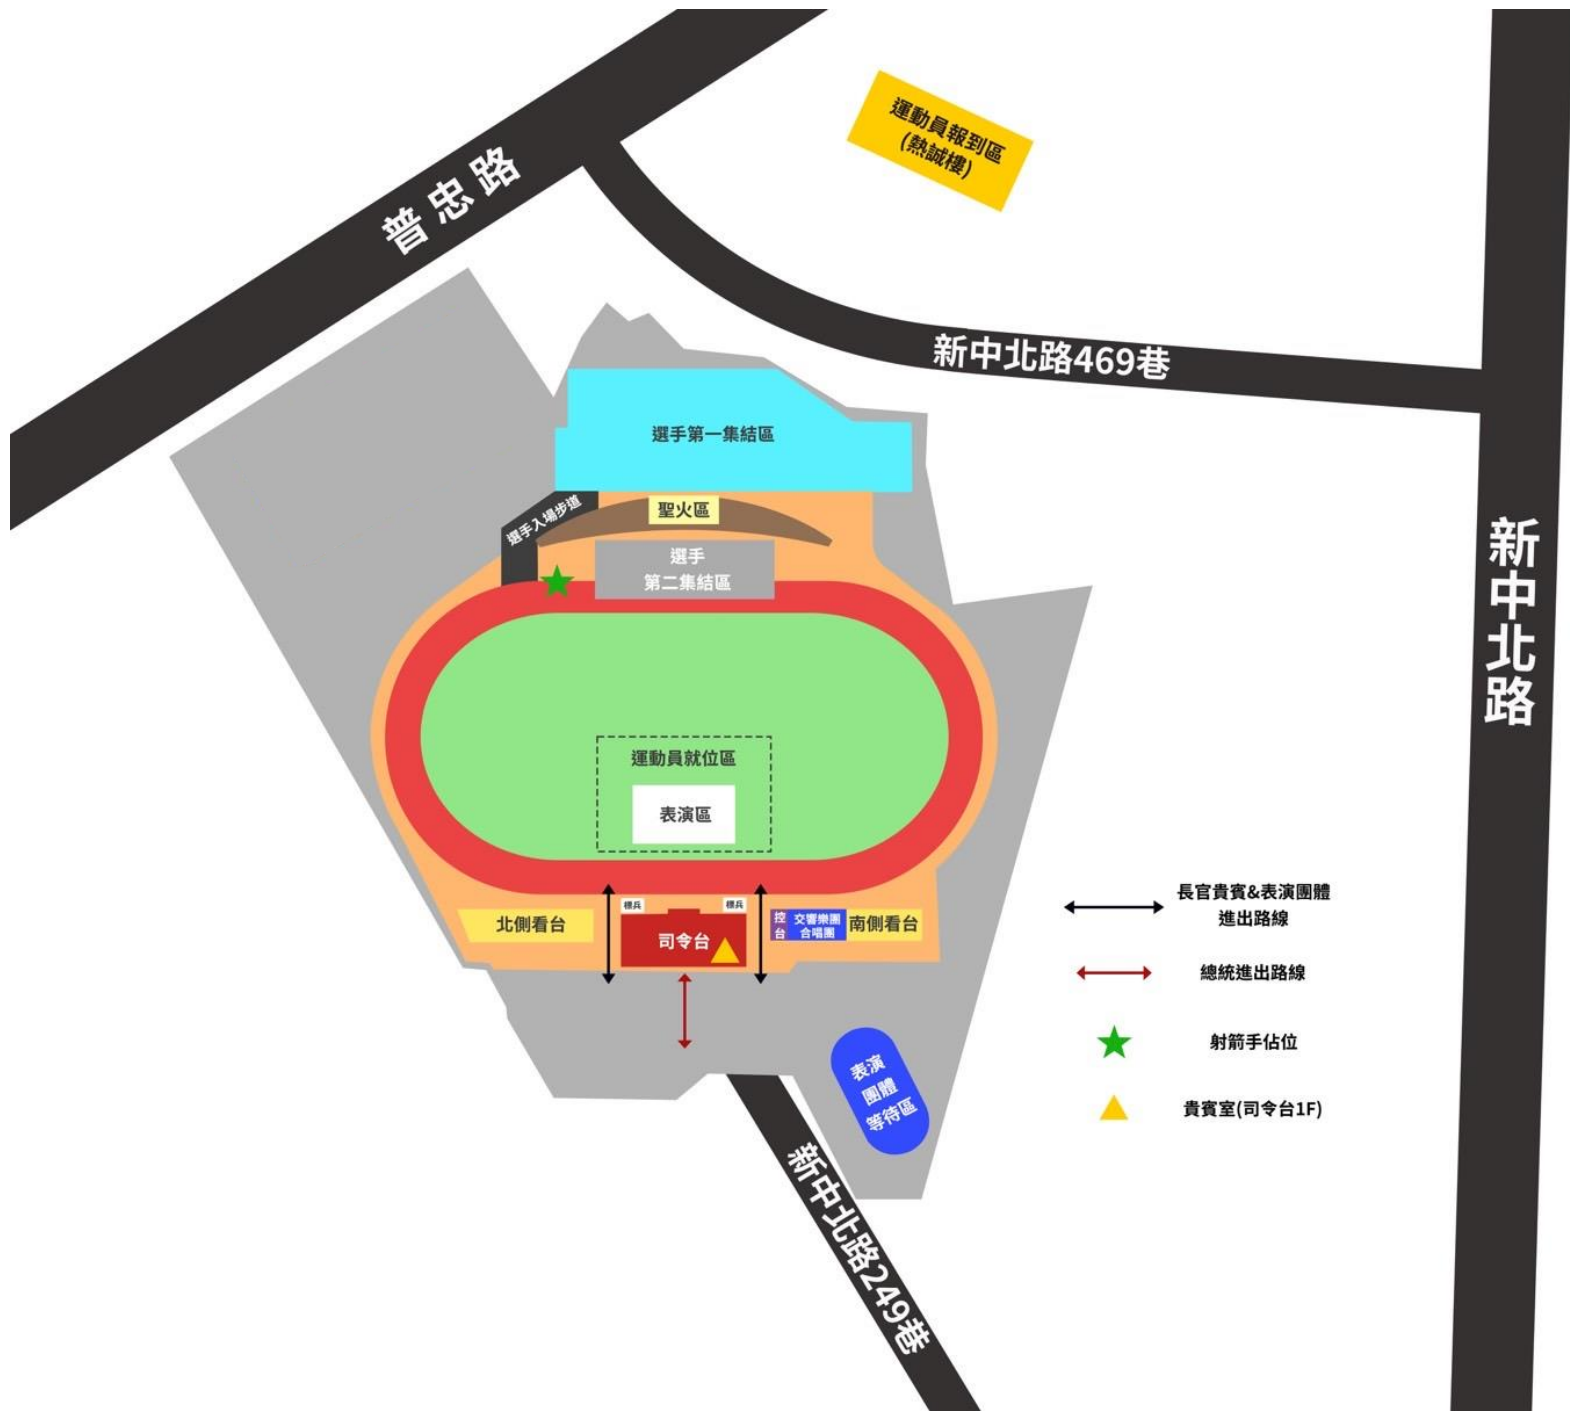 運動員報到區
(熱誠樓)
普忠路
新中北路469巷
選手第一集結區
選手入場步道
聖火區
選手
第二集結區
新中北路
運動員就位區
表演區
標兵
標兵
北側看台
司令台
控台
交響樂團
合唱團
南側看台
長官貴賓&表演團體
進出路線
總統進出路線
射箭手佔位
貴賓室(司令台1F)
表演
團體
等待區
新中北路249巷